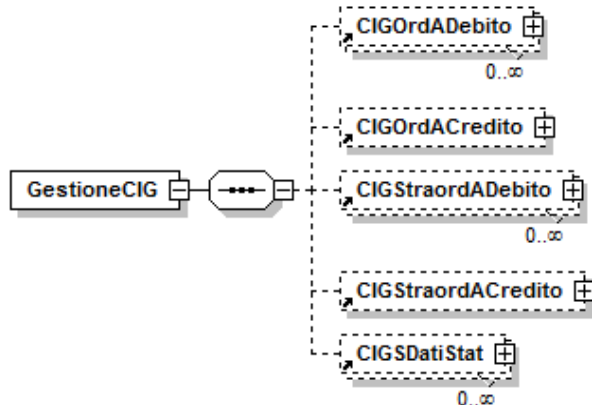 CIGOrdADebito
0..∞
CIGOrdACredito
GestioneCIG
CIGStraordADebito
0..∞
CIGStraordACredito
CIGSDatiStat
0..∞